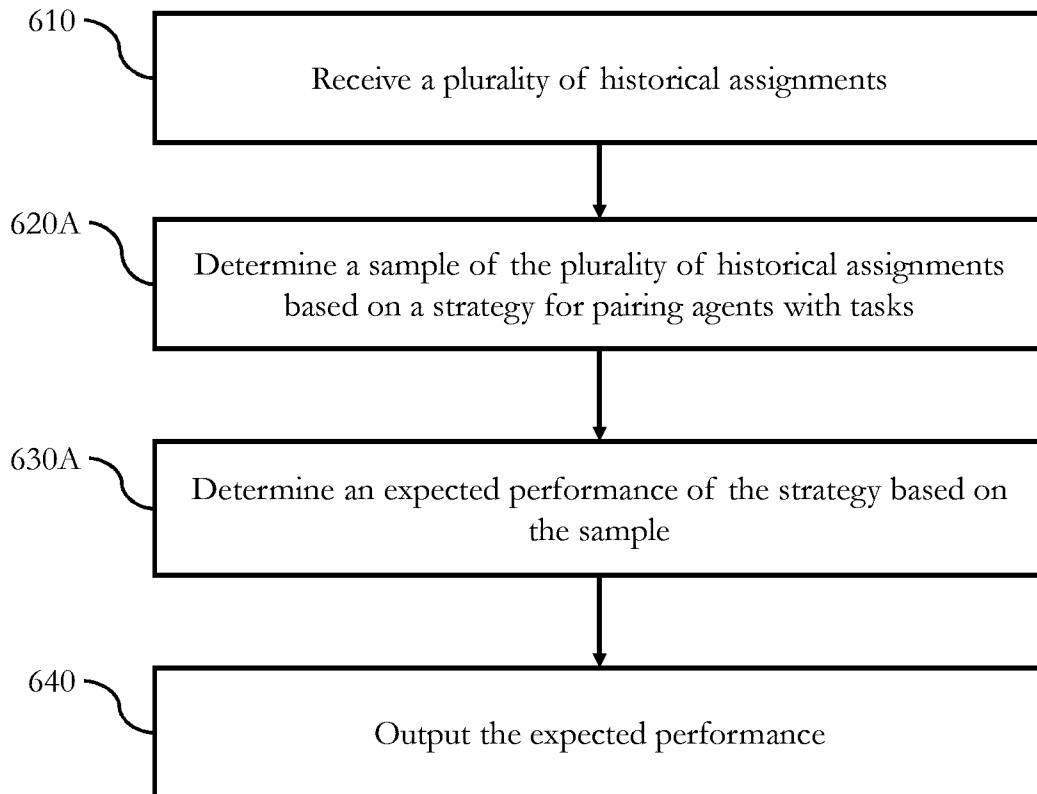 610
Receive a plurality of historical assignments
620A
Determine a sample of the plurality of historical assignments
based on a strategy for pairing agents with tasks
630A
Determine an expected performance of the strategy based on
the sample
640
Output the expected performance